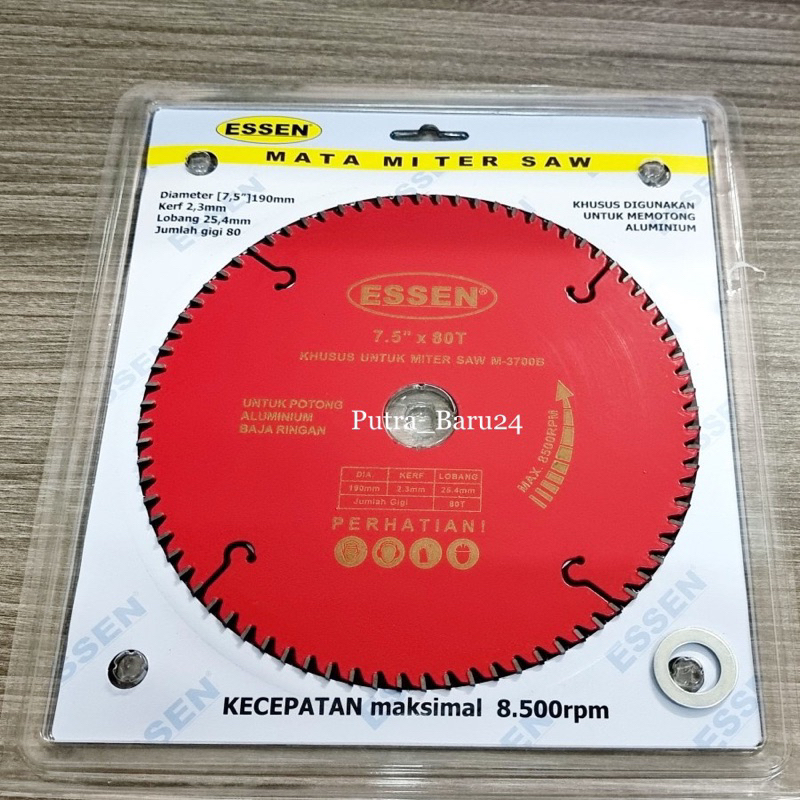 ESSEN
MATA MITER SAW
Diameter [7,5"]190mm
Kerf 2,3mm
Lobang 25,4mm
Jumlah gigi 80
KHUSUS DIGUNAKAN
UNTUK MEMOTONG
ALUMINIUM
ESSEN®
7.5" x 80T
KHUSUS UNTUK MITER SAW M-3700B
UNTUK POTONG
ALUMINIUM
BAJA RINGAN
Putra_Baru24
MAX. 8500RPM
DIA. KERF LOBANG
190mm 2.3mm 25.4mm
Jumlah Gigi 80T
PERHATIAN!
ESSEN
ESSEN
ESSEN
KECEPATAN maksimal 8.500rpm